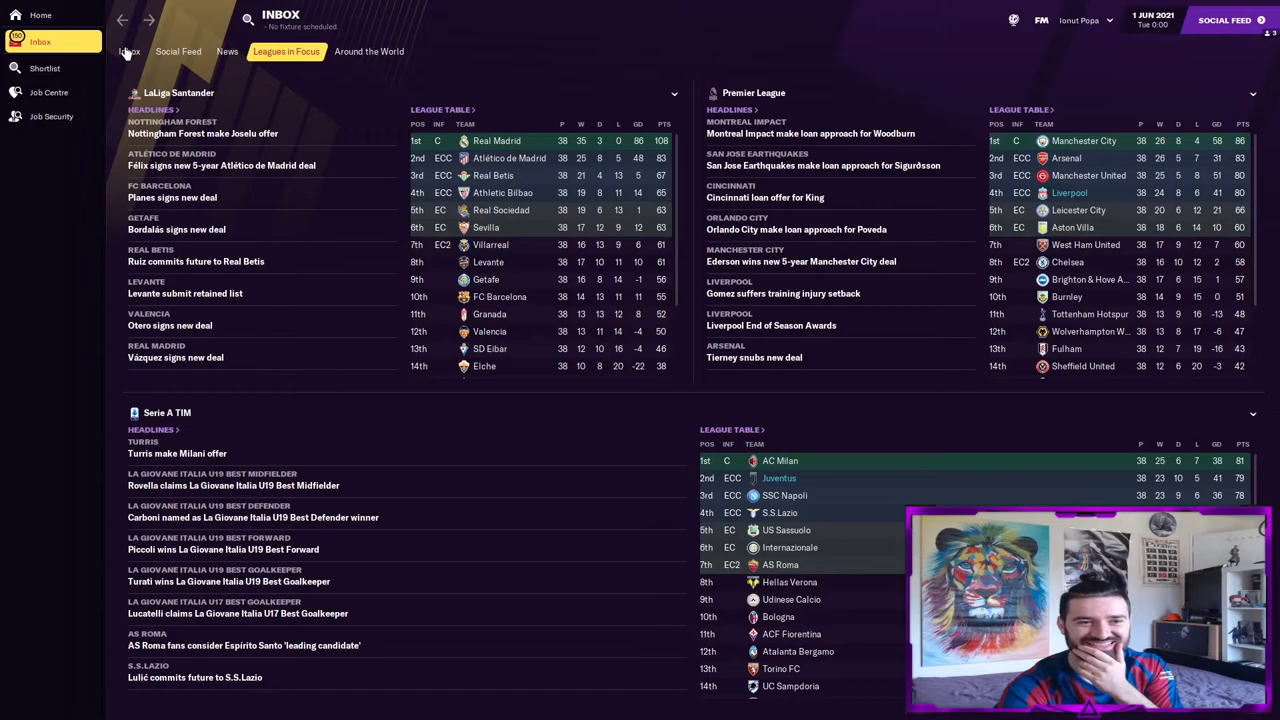 Home
150
Inbox
Shortlist
Job Centre
Job Security
INBOX
- No fixture scheduled.
FM
Ionut Popa
1 JUN 2021
Tue 0:00
SOCIAL FEED
3
Social Feed
News
Leagues in Focus
Around the World
LaLiga Santander
HEADLINES
NOTTINGHAM FOREST
Nottingham Forest make Joselu offer
ATLÉTICO DE MADRID
Félix signs new 5-year Atlético de Madrid deal
FC BARCELONA
Planes signs new deal
GETAFE
Bordalás signs new deal
REAL BETIS
Ruiz commits future to Real Betis
LEVANTE
Levante submit retained list
VALENCIA
Otero signs new deal
REAL MADRID
Vázquez signs new deal
LEAGUE TABLE
POS INF TEAM P W D L GD PTS
1st C Real Madrid 38 35 3 0 86 108
2nd ECC Atlético de Madrid 38 25 8 5 48 83
3rd ECC Real Betis 38 21 4 13 5 67
4th ECC Athletic Bilbao 38 19 8 11 14 65
5th EC Real Sociedad 38 19 6 13 1 63
6th EC Sevilla 38 17 12 9 12 63
7th EC2 Villarreal 38 16 13 9 6 61
8th Levante 38 17 10 11 10 61
9th Getafe 38 16 8 14 -1 56
10th FC Barcelona 38 14 13 11 11 55
11th Granada 38 13 13 12 8 52
12th Valencia 38 13 11 14 -4 50
13th SD Eibar 38 12 10 16 -4 46
14th Elche 38 10 8 20 -22 38
Premier League
HEADLINES
MONTREAL IMPACT
Montreal Impact make loan approach for Woodburn
SAN JOSE EARTHQUAKES
San Jose Earthquakes make loan approach for Sigurðsson
CINCINNATI
Cincinnati loan offer for King
ORLANDO CITY
Orlando City make loan approach for Poveda
MANCHESTER CITY
Ederson wins new 5-year Manchester City deal
LIVERPOOL
Gomez suffers training injury setback
LIVERPOOL
Liverpool End of Season Awards
ARSENAL
Tierney snubs new deal
LEAGUE TABLE
POS INF TEAM P W D L GD PTS
1st C Manchester City 38 26 8 4 58 86
2nd ECC Arsenal 38 26 5 7 31 83
3rd ECC Manchester United 38 25 5 8 51 80
4th ECC Liverpool 38 24 8 6 41 80
5th EC Leicester City 38 20 6 12 21 66
6th EC Aston Villa 38 18 6 14 10 60
7th West Ham United 38 17 9 12 7 60
8th EC2 Chelsea 38 16 10 12 2 58
9th Brighton & Hove A... 38 16 9 15 1 57
10th Burnley 38 14 9 15 0 51
11th Tottenham Hotspur 38 13 9 16 -13 48
12th Wolverhampton W... 38 13 8 17 -6 47
13th Fulham 38 12 7 19 -16 43
14th Sheffield United 38 12 6 20 -3 42
Serie A TIM
HEADLINES
TURRIS
Turris make Milani offer
LA GIOVANE ITALIA U19 BEST MIDFIELDER
Rovella claims La Giovane Italia U19 Best Midfielder
LA GIOVANE ITALIA U19 BEST DEFENDER
Carboni named as La Giovane Italia U19 Best Defender winner
LA GIOVANE ITALIA U19 BEST FORWARD
Piccoli wins La Giovane Italia U19 Best Forward
LA GIOVANE ITALIA U19 BEST GOALKEEPER
Turati wins La Giovane Italia U19 Best Goalkeeper
LA GIOVANE ITALIA U17 BEST GOALKEEPER
Lucatelli claims La Giovane Italia U17 Best Goalkeeper
AS ROMA
AS Roma fans consider Espírito Santo 'leading candidate'
S.S.LAZIO
Lulić commits future to S.S.Lazio
LEAGUE TABLE
POS INF TEAM P W D L GD PTS
1st C AC Milan 38 25 6 7 38 81
2nd ECC Juventus 38 23 10 5 41 79
3rd ECC SSC Napoli 38 23 9 6 36 78
4th ECC S.S.Lazio
5th EC US Sassuolo
6th EC Internazionale
7th EC2 AS Roma
8th Hellas Verona
9th Udinese Calcio
10th Bologna
11th ACF Fiorentina
12th Atalanta Bergamo
13th Torino FC
14th UC Sampdoria